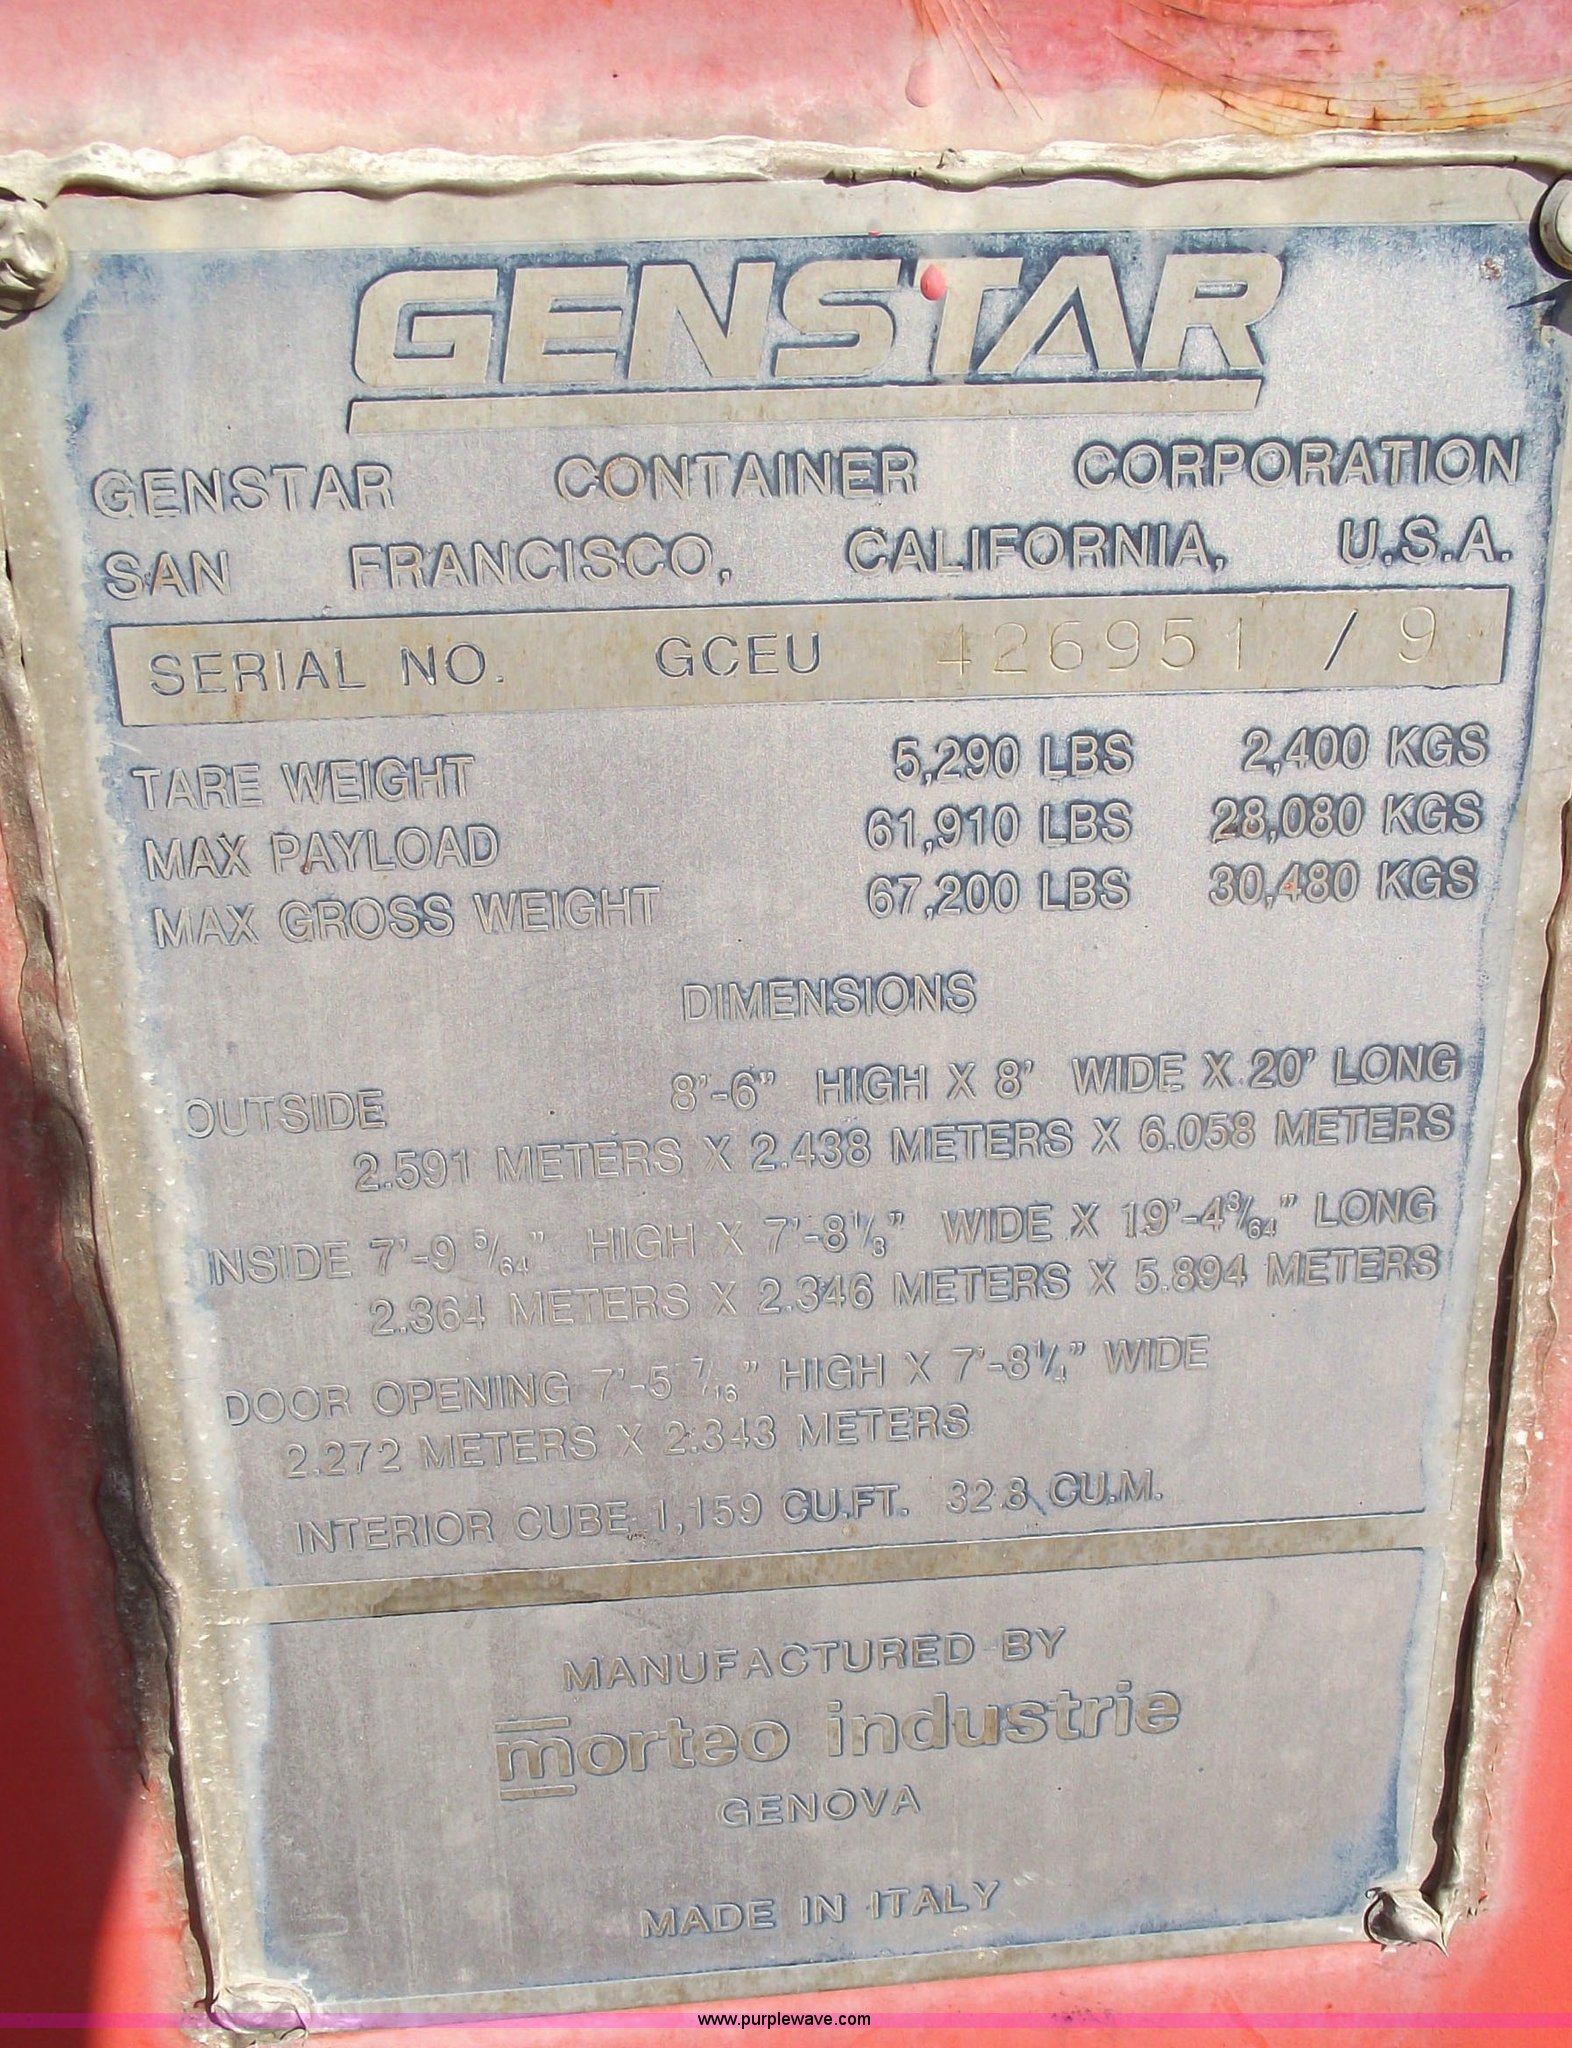 GENSTAR
GENSTAR CONTAINER CORPORATION
SAN FRANCISCO, CALIFORNIA, U.S.A.
SERIAL NO. GCEU 426951 / 9
TARE WEIGHT 5,290 LBS 2,400 KGS
MAX PAYLOAD 61,910 LBS 28,080 KGS
MAX GROSS WEIGHT 67,200 LBS 30,480 KGS
DIMENSIONS
OUTSIDE 8'-6" HIGH X 8' WIDE X 20' LONG
2.591 METERS X 2.438 METERS X 6.058 METERS
INSIDE 7'-9 5/64" HIGH X 7'-8 1/3" WIDE X 19'-4 3/64" LONG
2.364 METERS X 2.346 METERS X 5.894 METERS
DOOR OPENING 7'-5 7/16" HIGH X 7'-8 1/4" WIDE
2.272 METERS X 2.343 METERS
INTERIOR CUBE 1,159 CU.FT. 32.8 CU.M.
MANUFACTURED BY
morteo industrie
GENOVA
MADE IN ITALY
www.purplewave.com